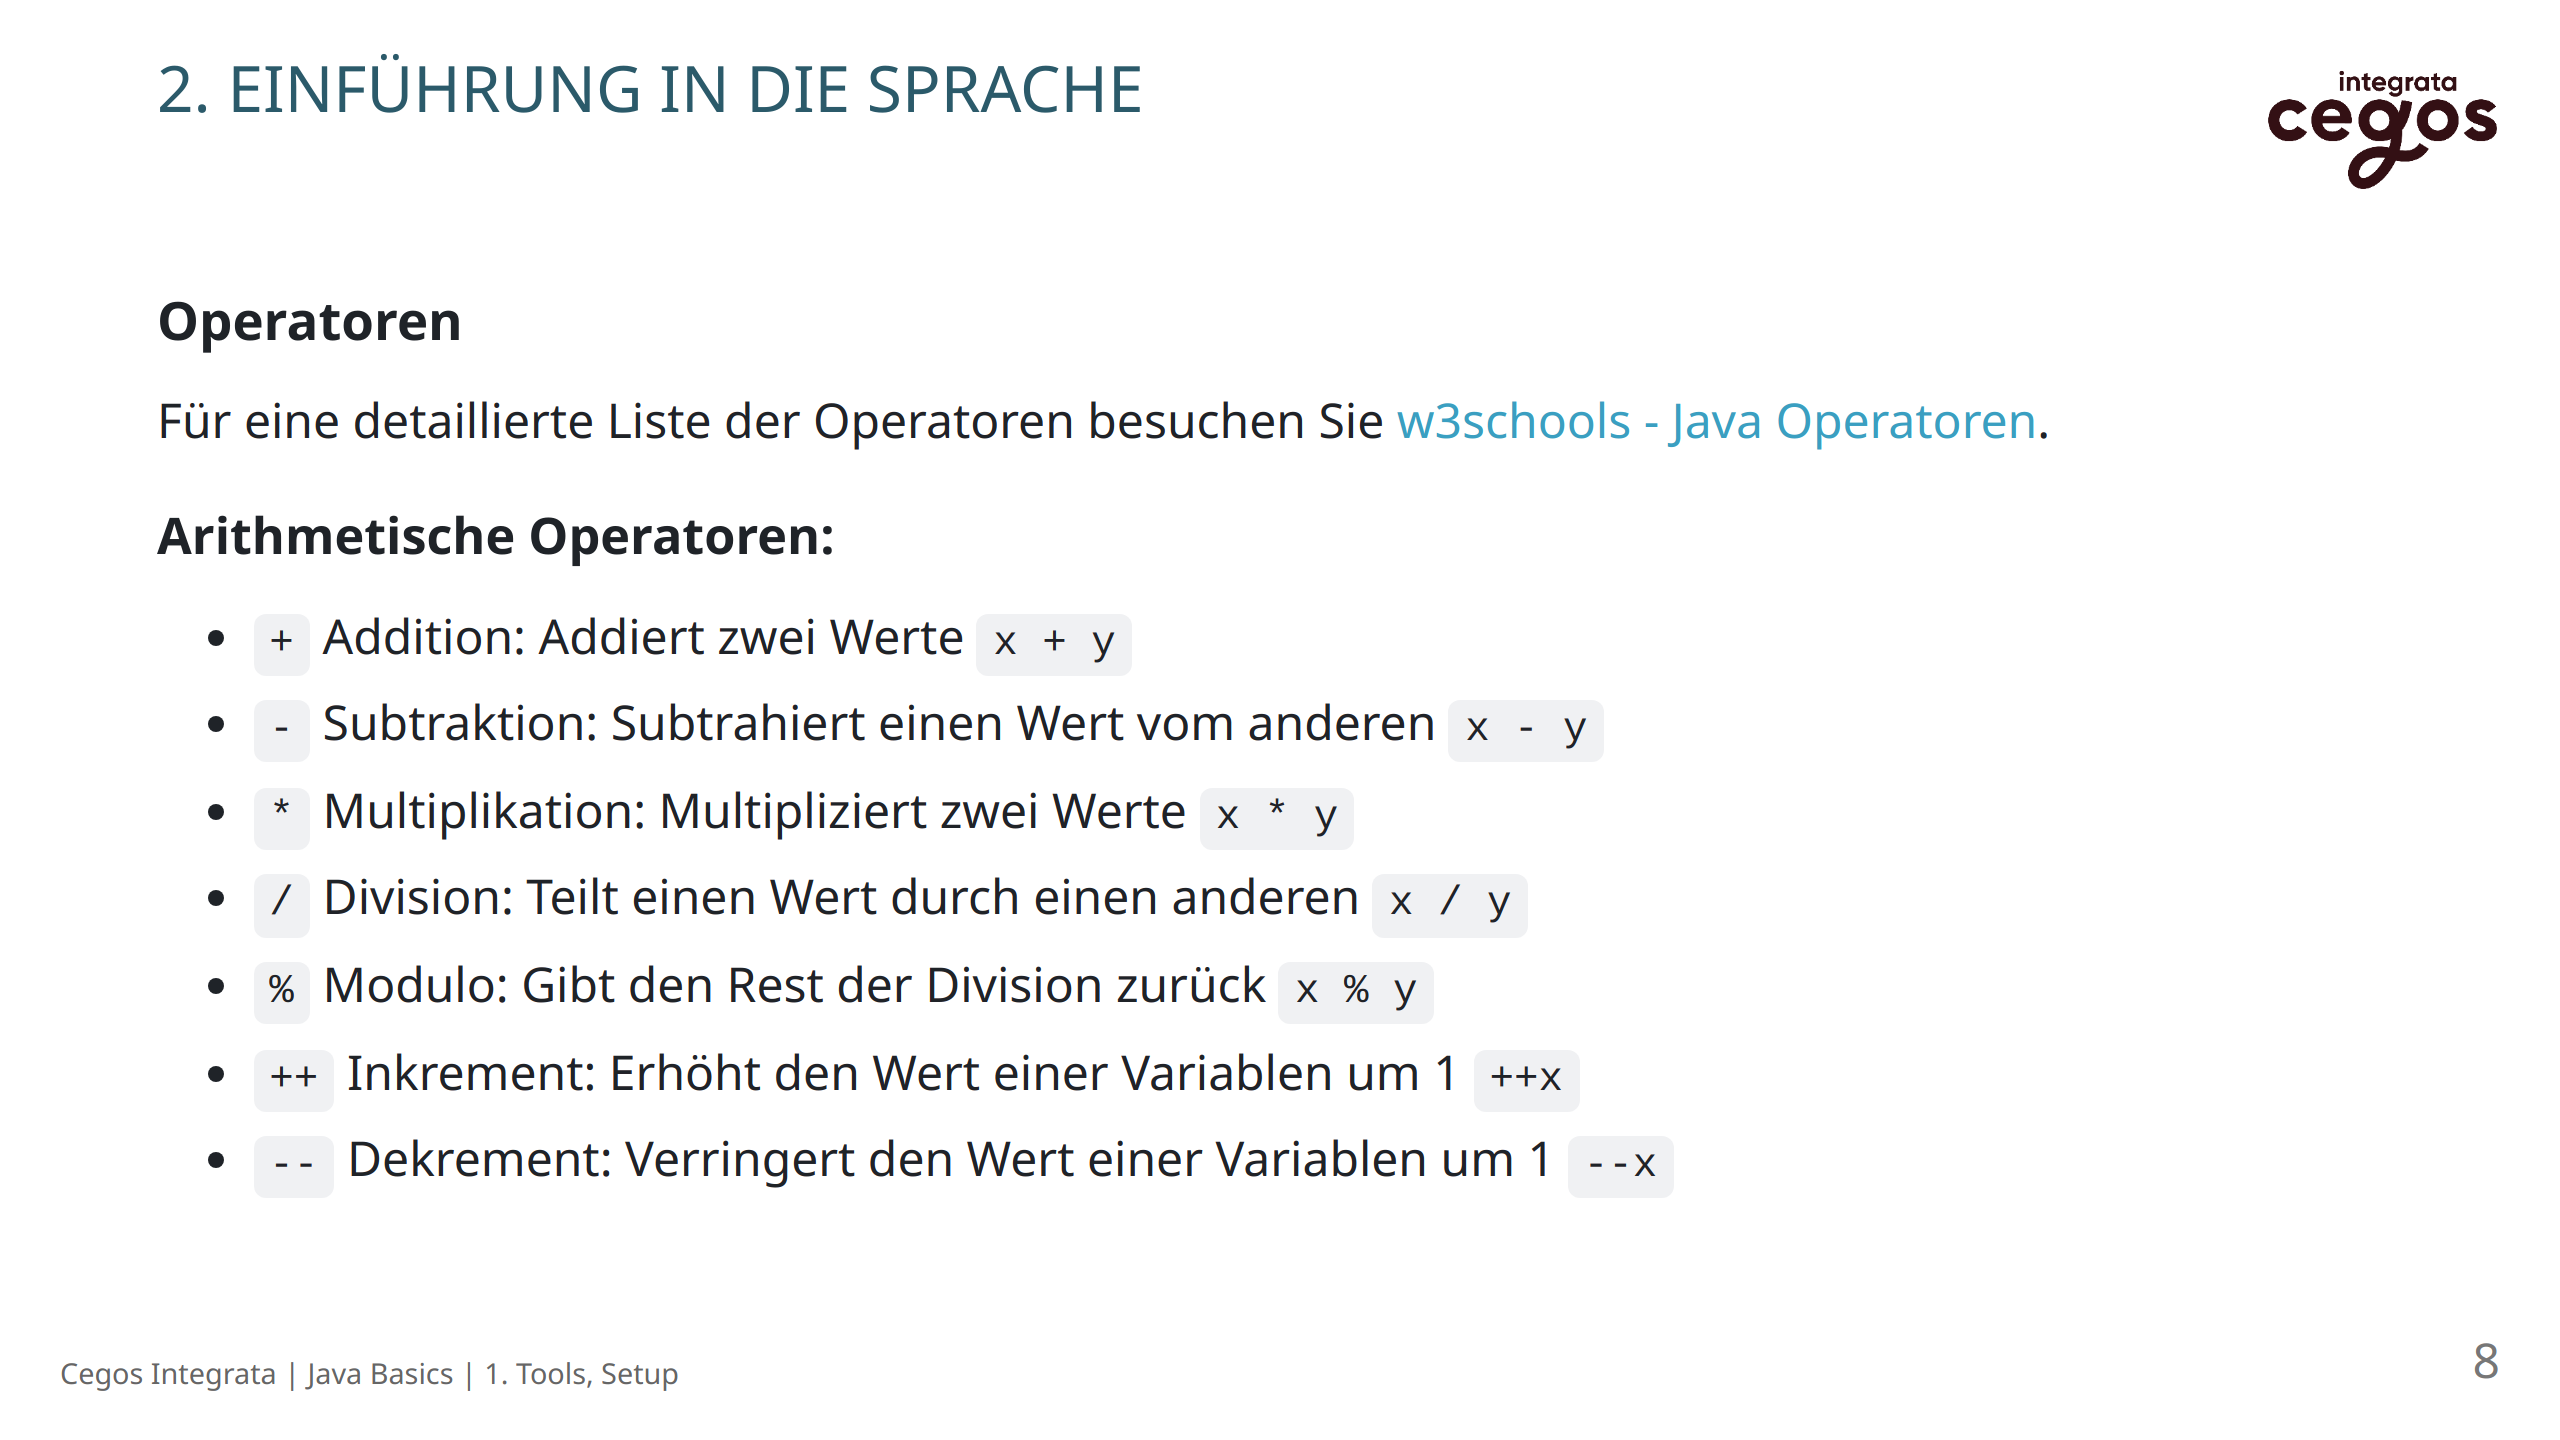 2. EINFÜHRUNG IN DIE SPRACHE
integrata
cegos
Operatoren
Für eine detaillierte Liste der Operatoren besuchen Sie w3schools - Java Operatoren.
Arithmetische Operatoren:
• + Addition: Addiert zwei Werte x + y
• - Subtraktion: Subtrahiert einen Wert vom anderen x - y
• * Multiplikation: Multipliziert zwei Werte x * y
• / Division: Teilt einen Wert durch einen anderen x / y
• % Modulo: Gibt den Rest der Division zurück x % y
• ++ Inkrement: Erhöht den Wert einer Variablen um 1 ++x
• -- Dekrement: Verringert den Wert einer Variablen um 1 --x
Cegos Integrata | Java Basics | 1. Tools, Setup
8